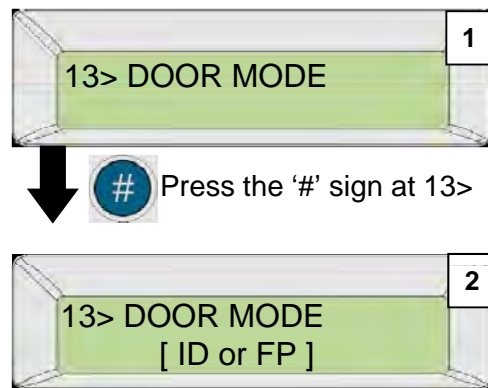 1
13> DOOR MODE
# Press the ‘#’ sign at 13>
2
13> DOOR MODE
[ ID or FP ]